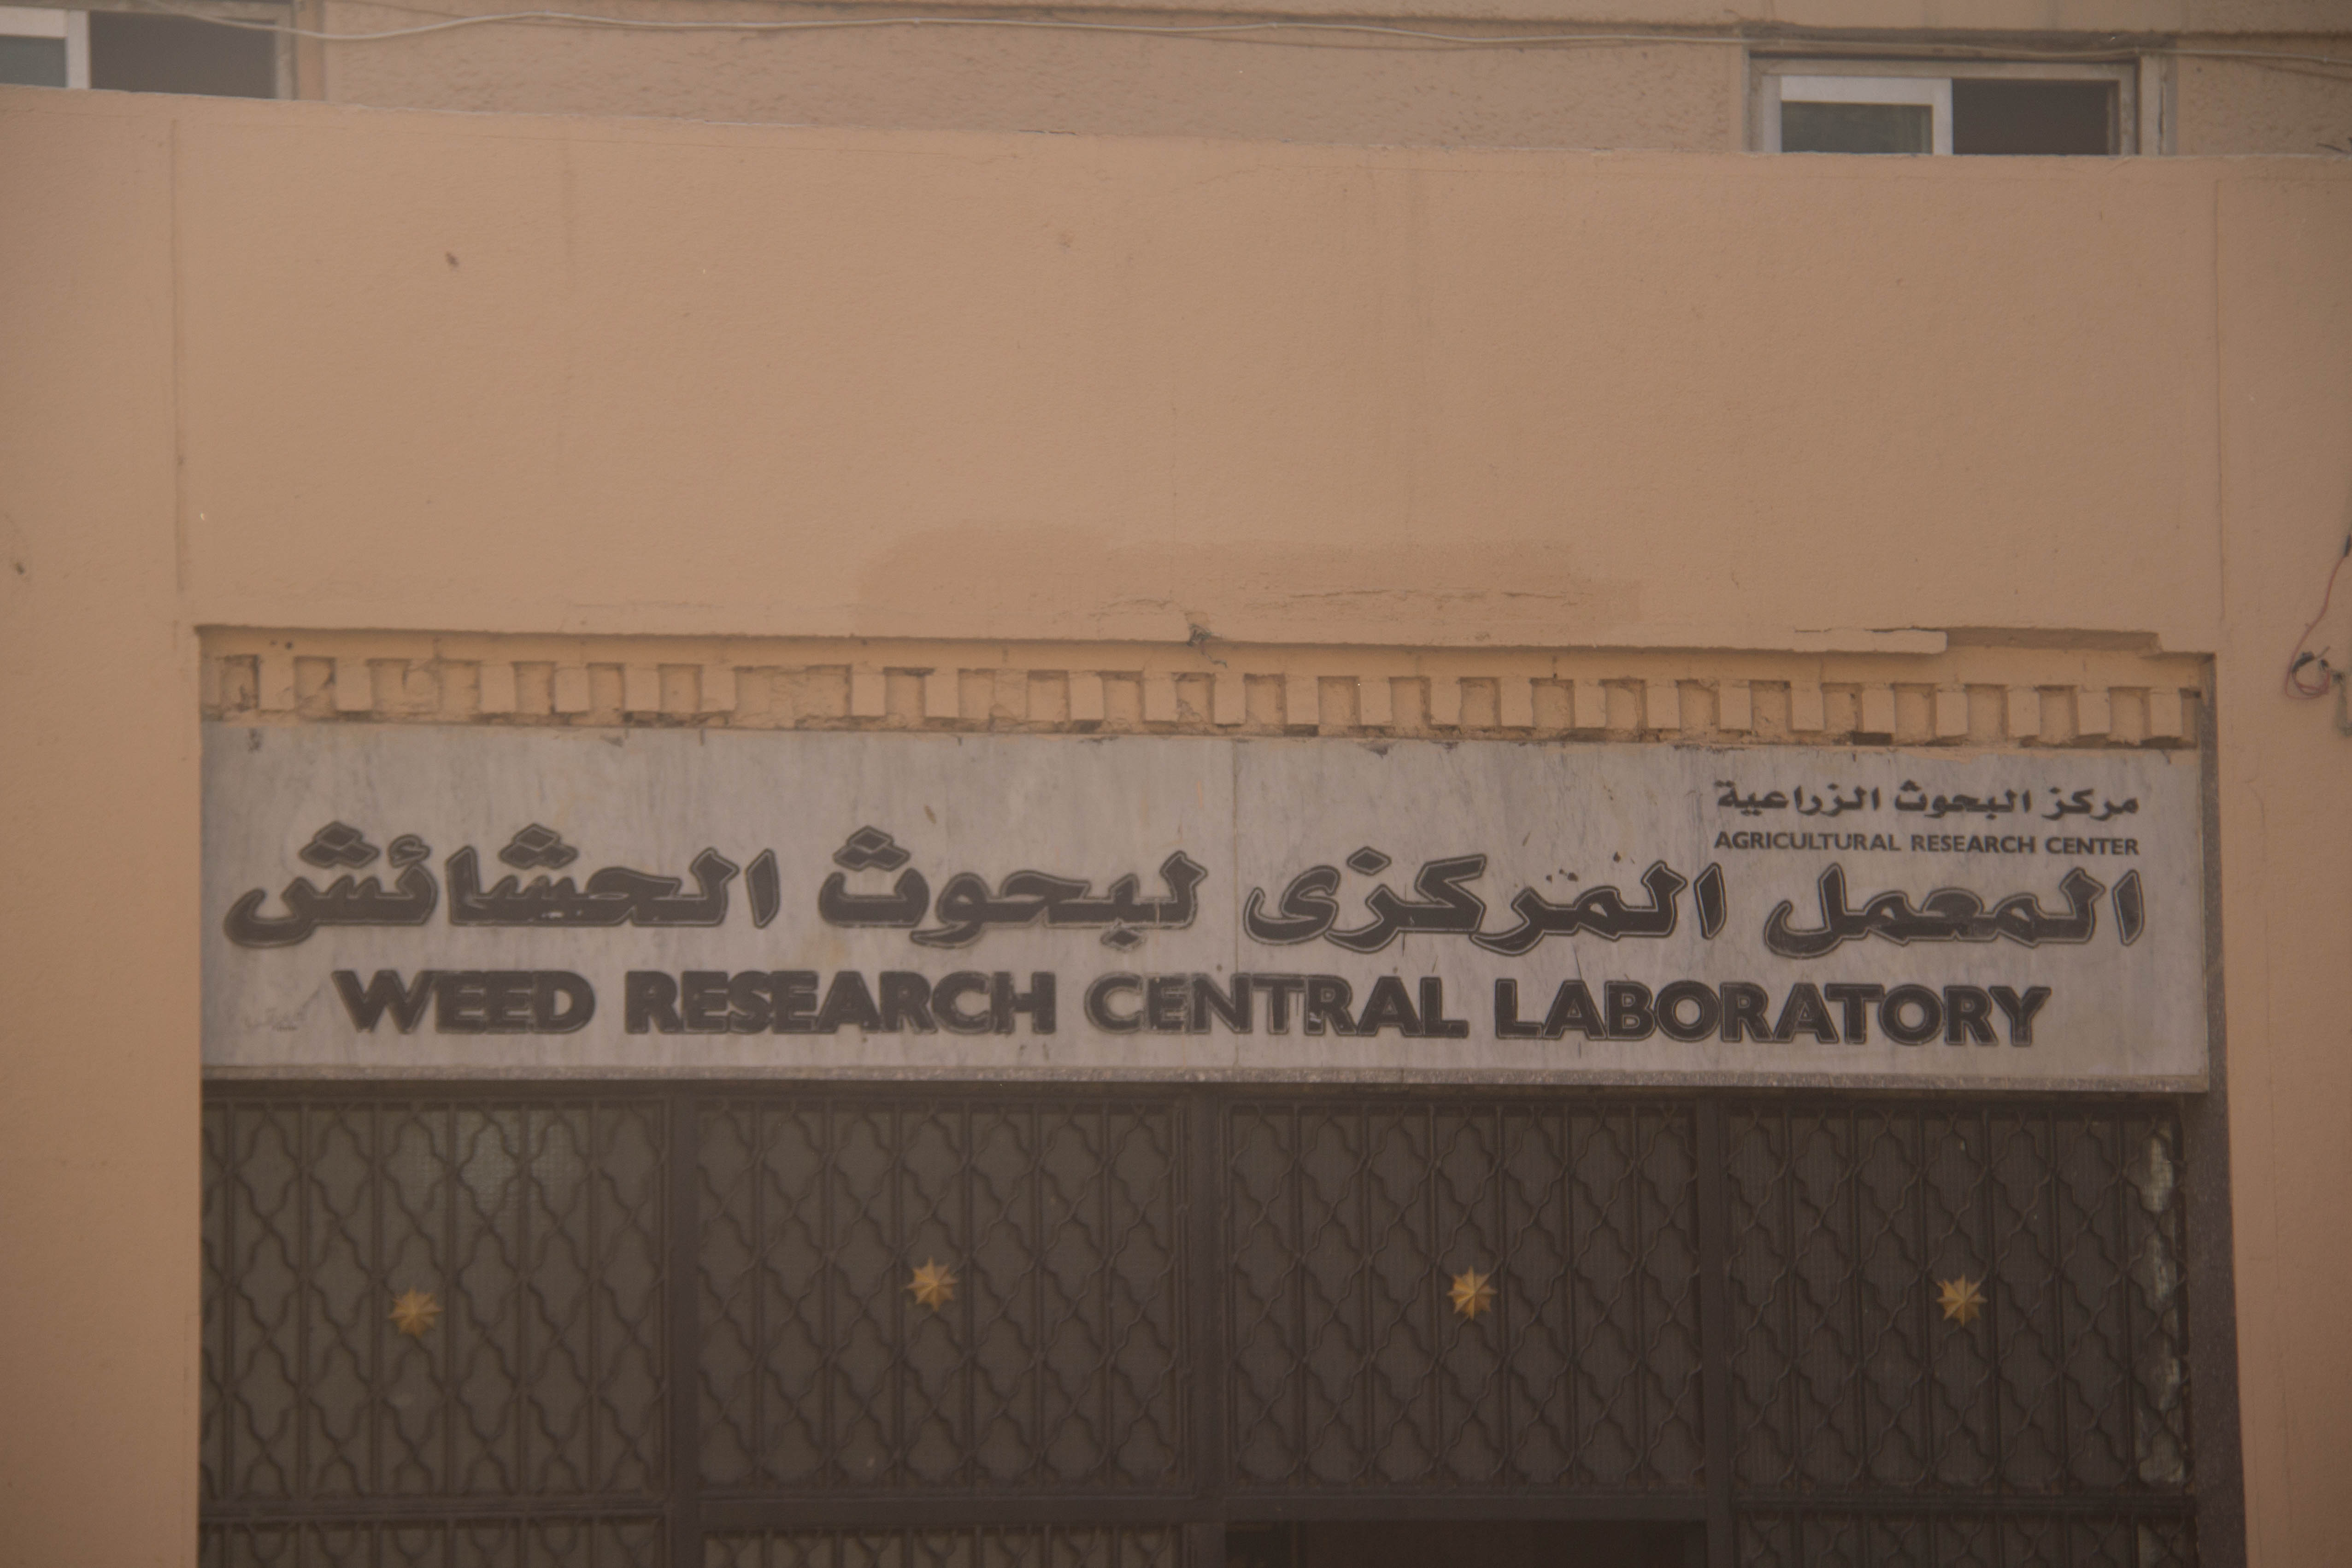 مركز البحوث الزراعية
AGRICULTURAL RESEARCH CENTER
المعمل المركزى لبحوث الحشائش
WEED RESEARCH CENTRAL LABORATORY